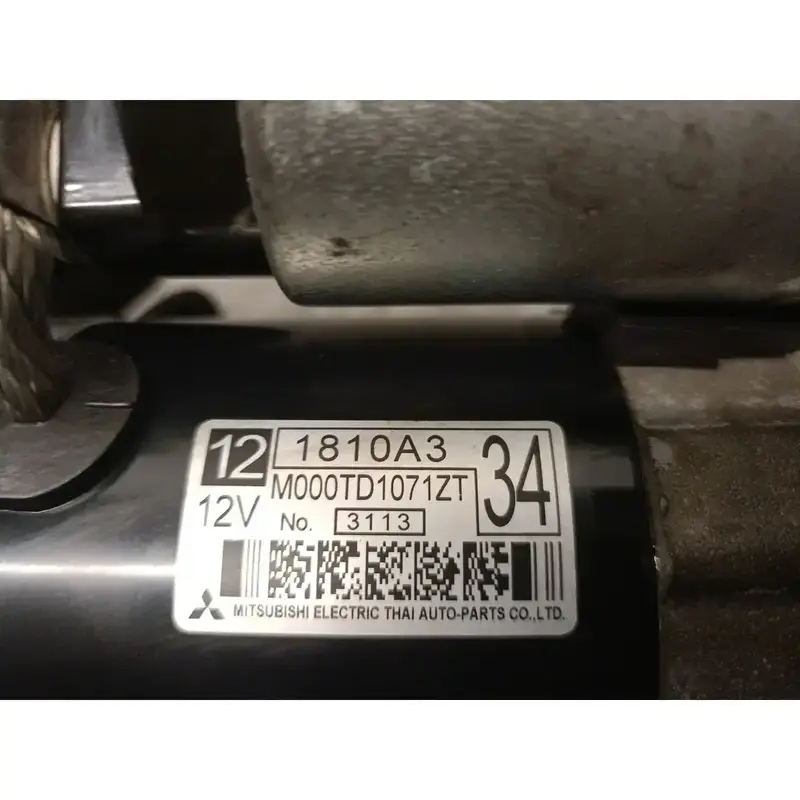 12 1810A3 34
12V M000TD1071ZT
No. 3113
MITSUBISHI ELECTRIC THAI AUTO-PARTS CO.,LTD.